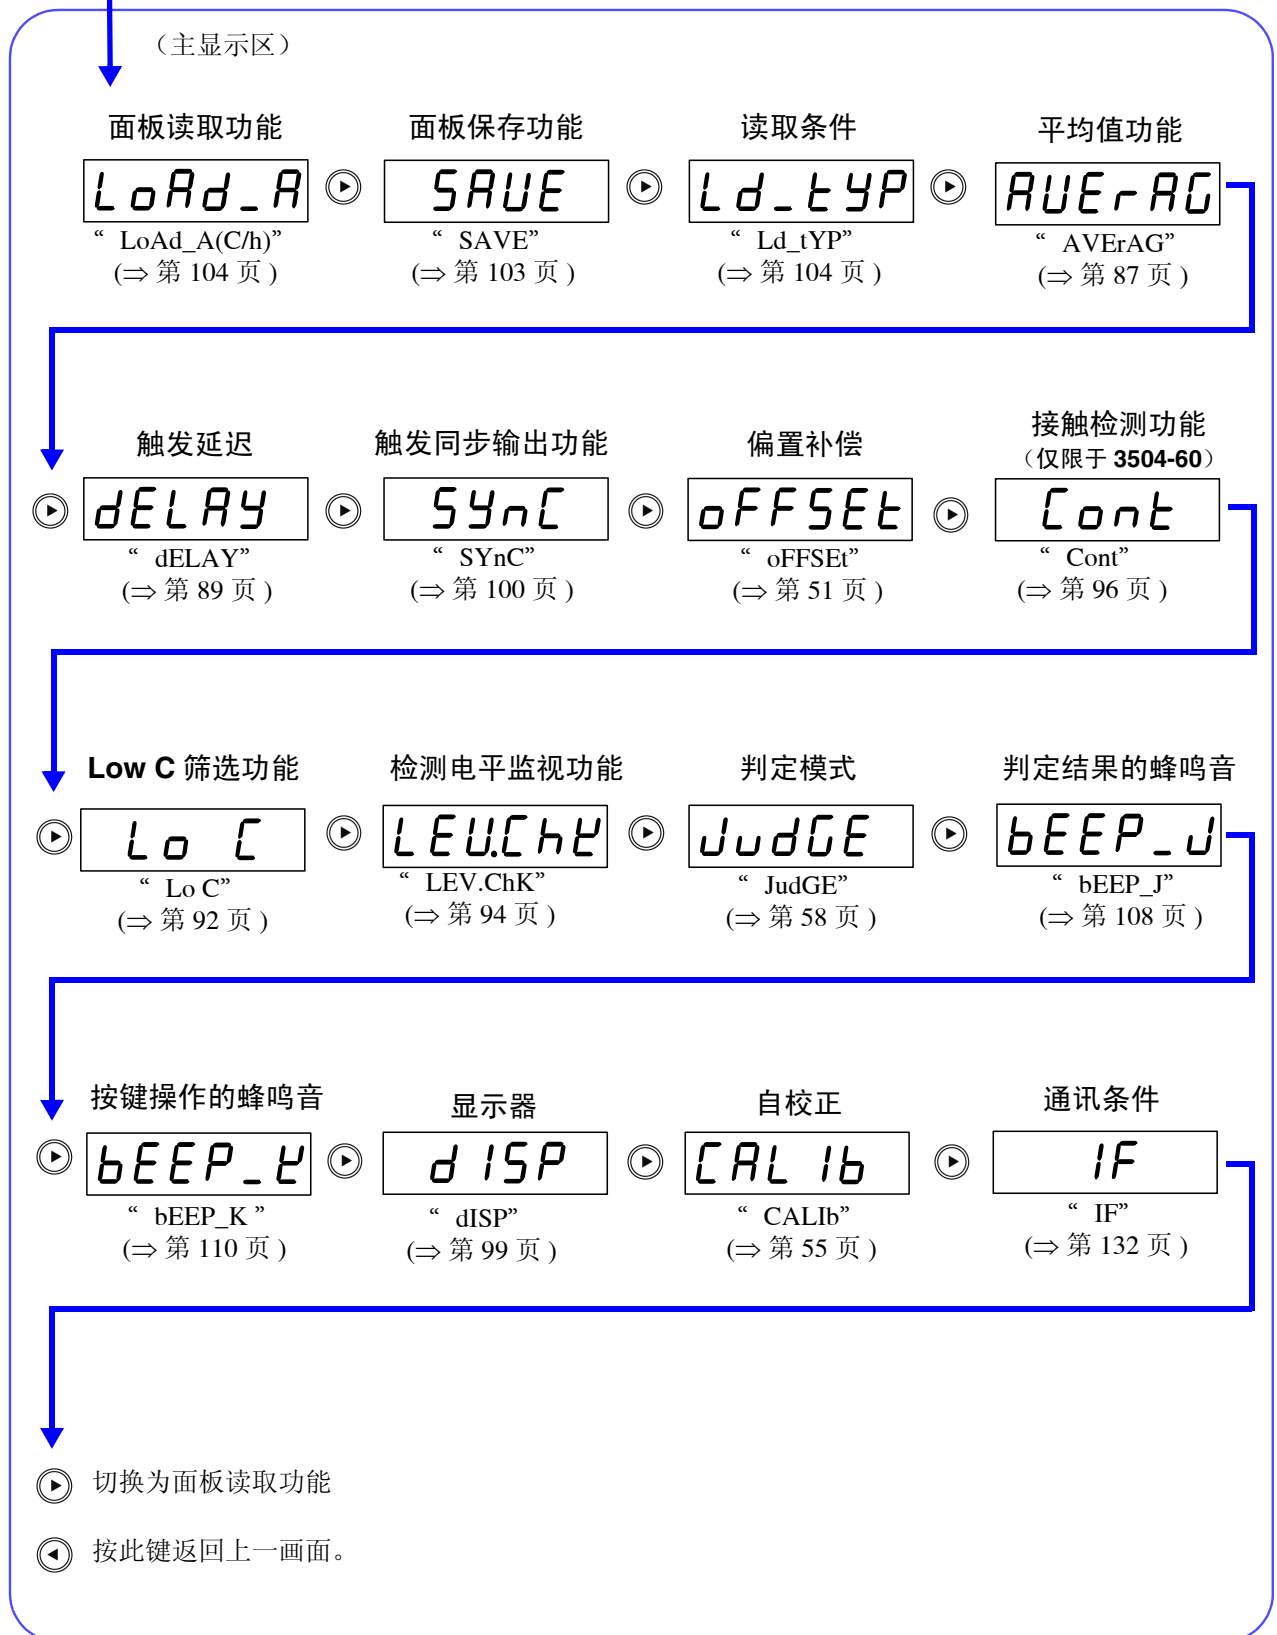 （主显示区）
面板读取功能 面板保存功能 读取条件 平均值功能
LoAd_A SAUE Ld_tYP AUErAG
“ LoAd_A(C/h)” “ SAVE” “ Ld_tYP” “ AVErAG”
(⇒ 第 104 页 ) (⇒ 第 103 页 ) (⇒ 第 104 页 ) (⇒ 第 87 页 )
触发延迟 触发同步输出功能 偏置补偿 接触检测功能
（仅限于 3504-60）
dELAY SYnC oFFSEt Cont
“ dELAY” “ SYnC” “ oFFSEt” “ Cont”
(⇒ 第 89 页 ) (⇒ 第 100 页 ) (⇒ 第 51 页 ) (⇒ 第 96 页 )
Low C 筛选功能 检测电平监视功能 判定模式 判定结果的蜂鸣音
Lo C LEU.ChK JudGE bEEP_J
“ Lo C” “ LEV.ChK” “ JudGE” “ bEEP_J”
(⇒ 第 92 页 ) (⇒ 第 94 页 ) (⇒ 第 58 页 ) (⇒ 第 108 页 )
按键操作的蜂鸣音 显示器 自校正 通讯条件
bEEP_K dISP CALIb IF
“ bEEP_K ” “ dISP” “ CALIb” “ IF”
(⇒ 第 110 页 ) (⇒ 第 99 页 ) (⇒ 第 55 页 ) (⇒ 第 132 页 )
切换为面板读取功能
按此键返回上一画面。